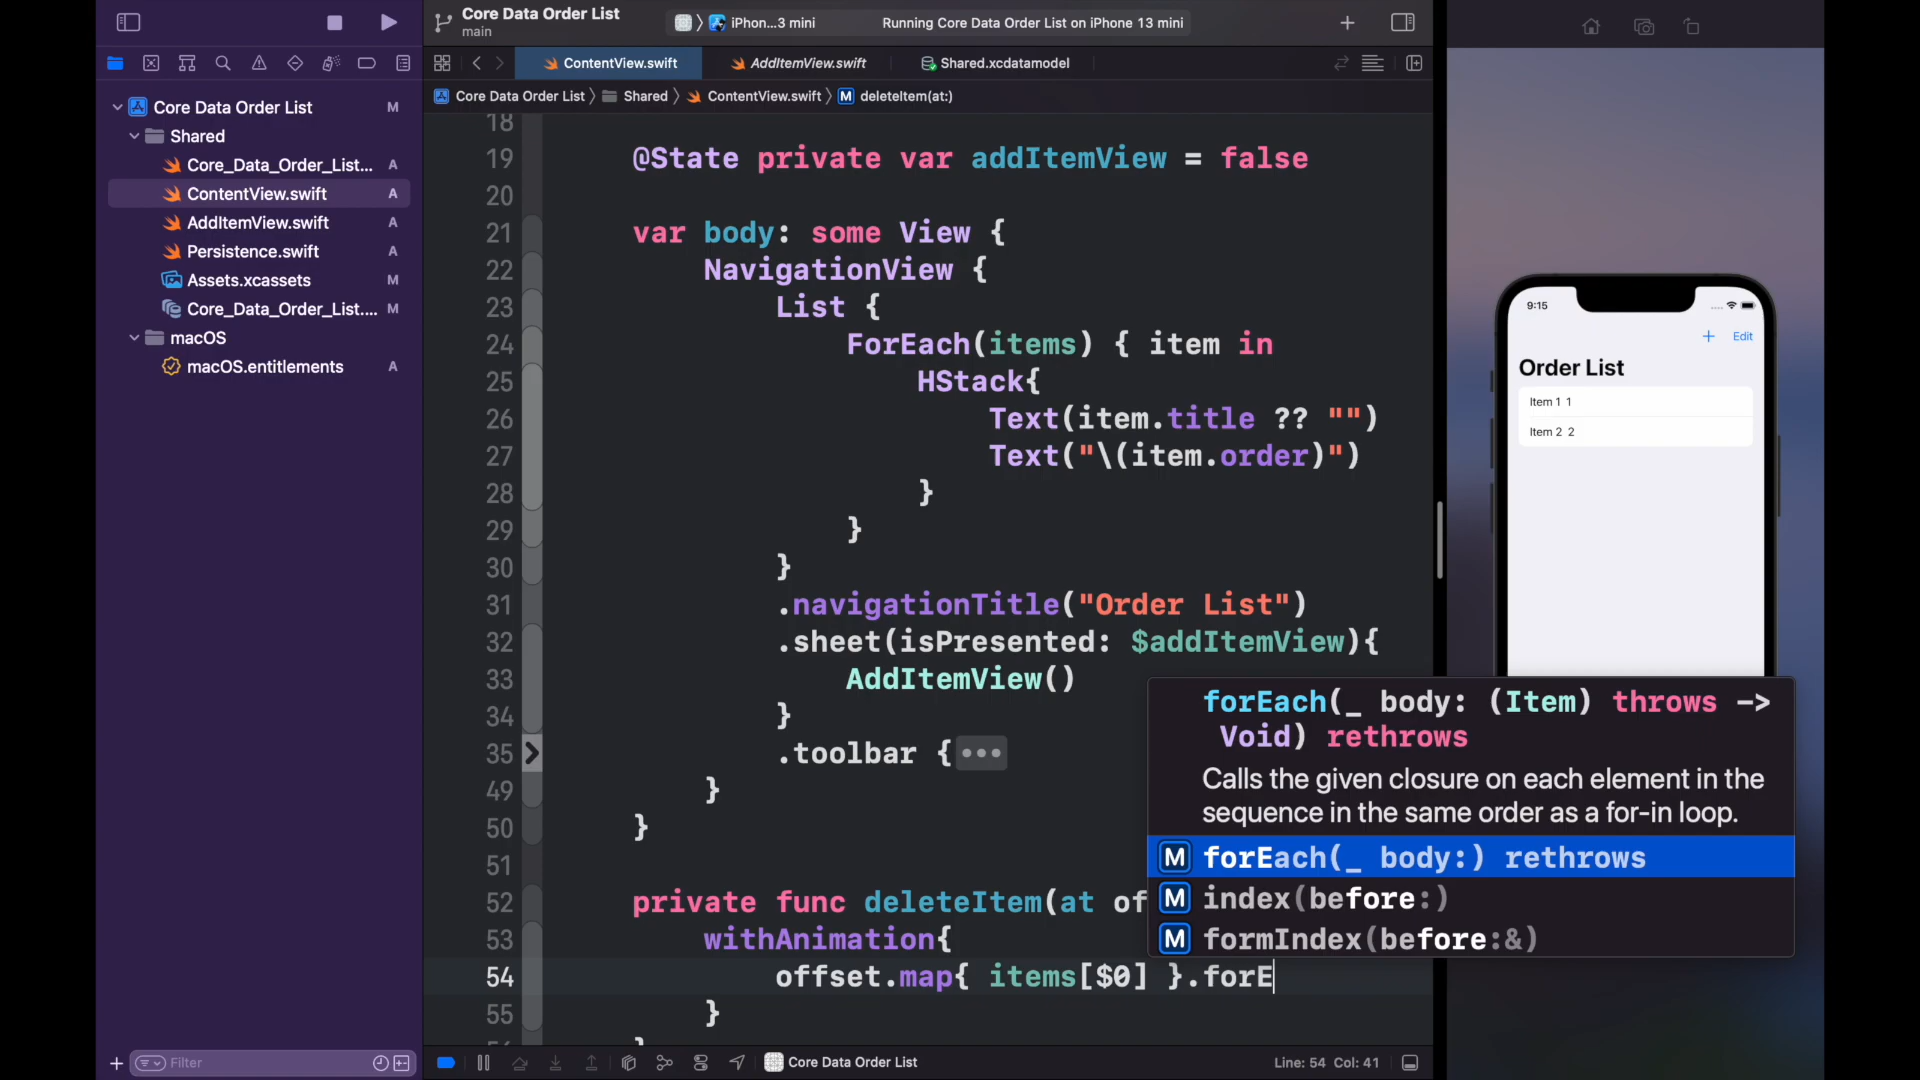 Core Data Order List
main
iPhon...3 mini
Running Core Data Order List on iPhone 13 mini
ContentView.swift
AddItemView.swift
Shared.xcdatamodel
Core Data Order List
Shared
ContentView.swift
M
deleteItem(at:)
Core Data Order List M
Shared
Core_Data_Order_List... A
ContentView.swift A
AddItemView.swift A
Persistence.swift A
Assets.xcassets M
Core_Data_Order_List.... M
macOS
macOS.entitlements A
Filter
18
19 @State private var addItemView = false
20
21 var body: some View {
22 NavigationView {
23 List {
24 ForEach(items) { item in
25 HStack{
26 Text(item.title ?? "")
27 Text("\(item.order)")
28 }
29 }
30 }
31 .navigationTitle("Order List")
32 .sheet(isPresented: $addItemView){
33 AddItemView()
34 }
35 .toolbar {•••
49 }
50 }
51
52 private func deleteItem(at of
53 withAnimation{
54 offset.map{ items[$0] }.forE
55 }
forEach(_ body: (Item) throws ->
Void) rethrows
Calls the given closure on each element in the
sequence in the same order as a for-in loop.
M forEach(_ body:) rethrows
M index(before:)
M formIndex(before:&)
Core Data Order List
Line: 54 Col: 41
9:15
+ Edit
Order List
Item 1 1
Item 2 2